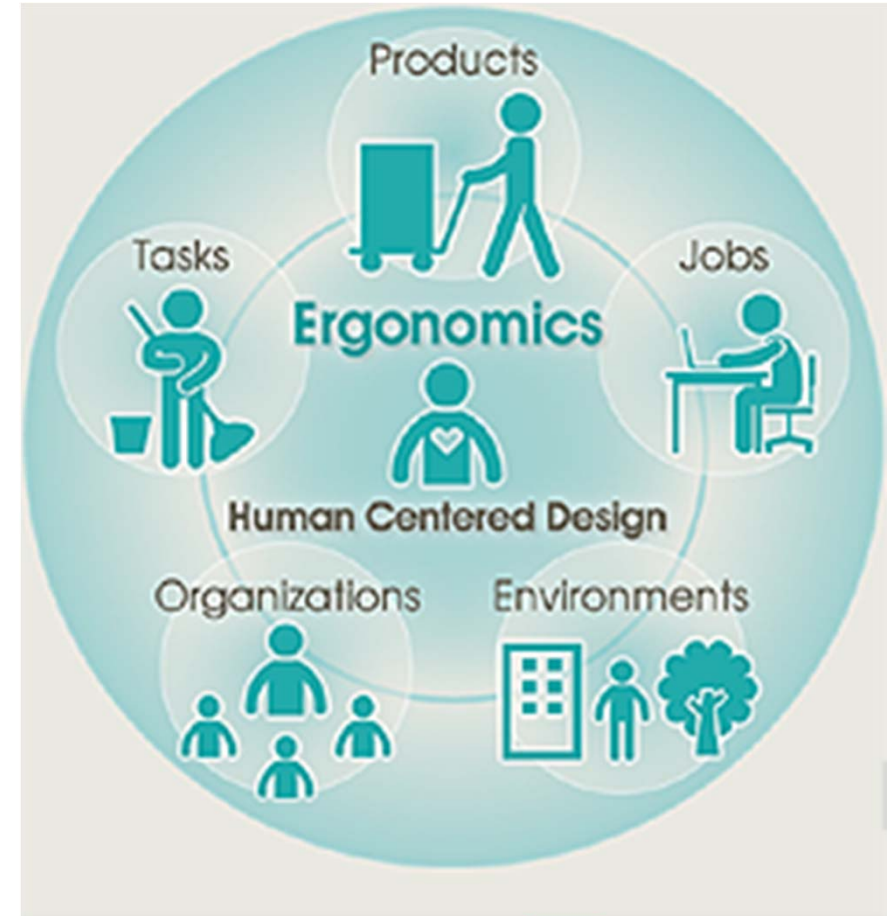 Products
Tasks
Jobs
Ergonomics
Human Centered Design
Organizations
Environments